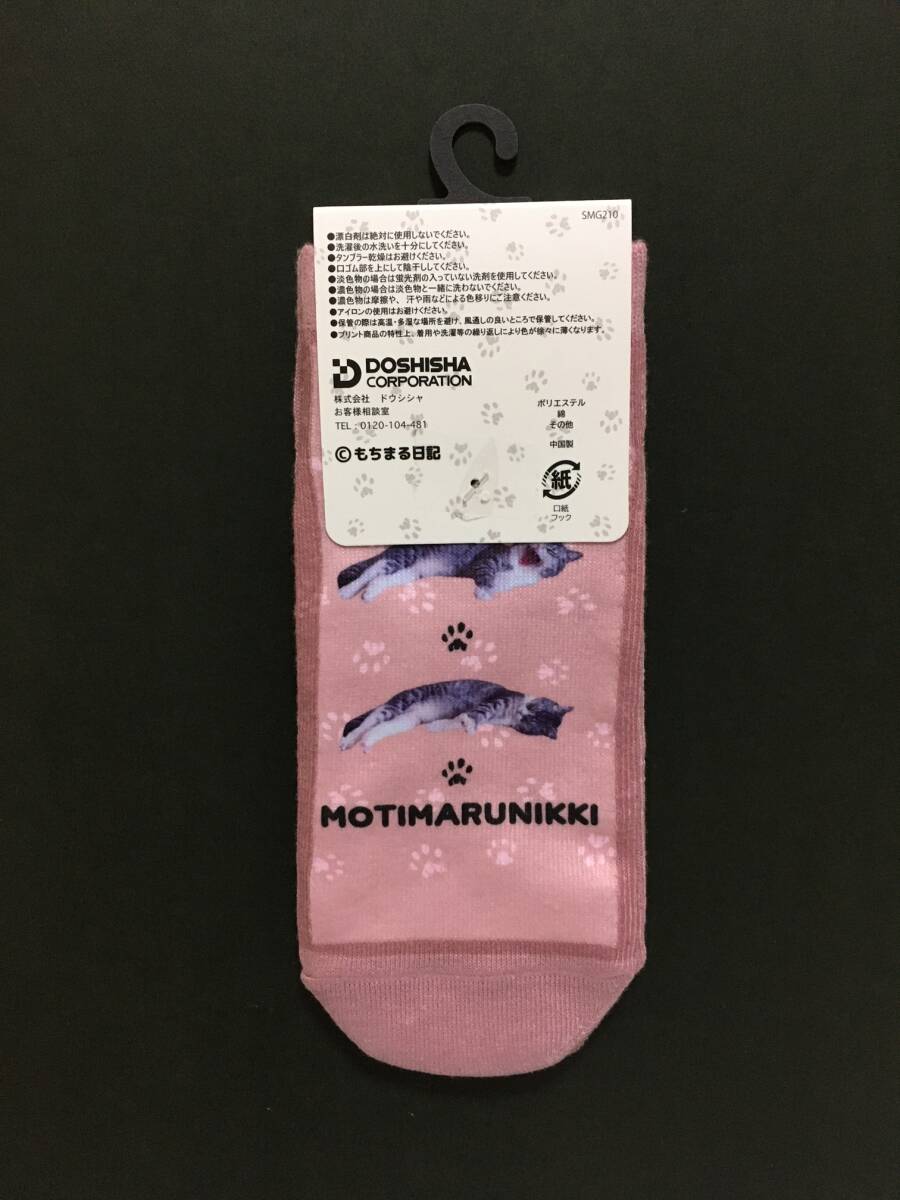 SMG210
●漂白剤は絶対に使用しないでください。
●洗濯後の水洗いを十分にしてください。
●タンブラー乾燥はお避けください。
●口ゴム部を上にして陰干ししてください。
●淡色物の場合は蛍光剤の入っていない洗剤を使用してください。
●濃色物の場合は淡色物と一緒に洗わないでください。
●濃色物は摩擦や、汗や雨などによる色移りにご注意ください。
●アイロンの使用はお避けください。
●保管の際は高温・多湿な場所を避け、風通しの良いところで保管してください。
●プリント商品の特性上、着用や洗濯等の繰り返しにより色が徐々に薄くなります。
DOSHISHA
CORPORATION
株式会社 ドウシシャ
お客様相談室
TEL:0120-104-481
©もちまる日記
ポリエステル
綿
その他
中国製
紙
口紙
フック
MOTIMARUNIKKI